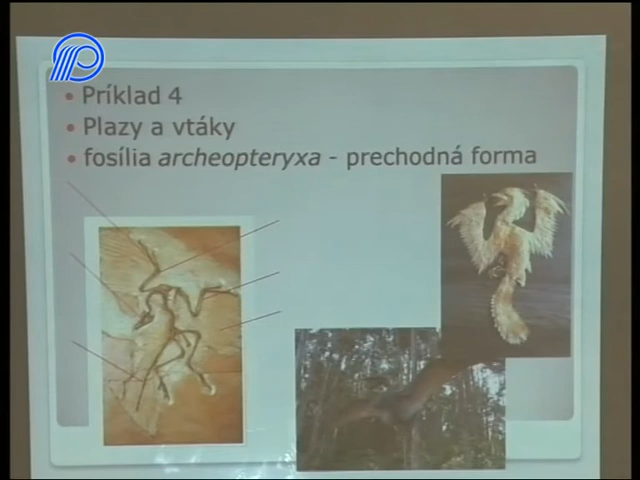 Príklad 4
Plazy a vtáky
fosília archeopteryxa - prechodná forma